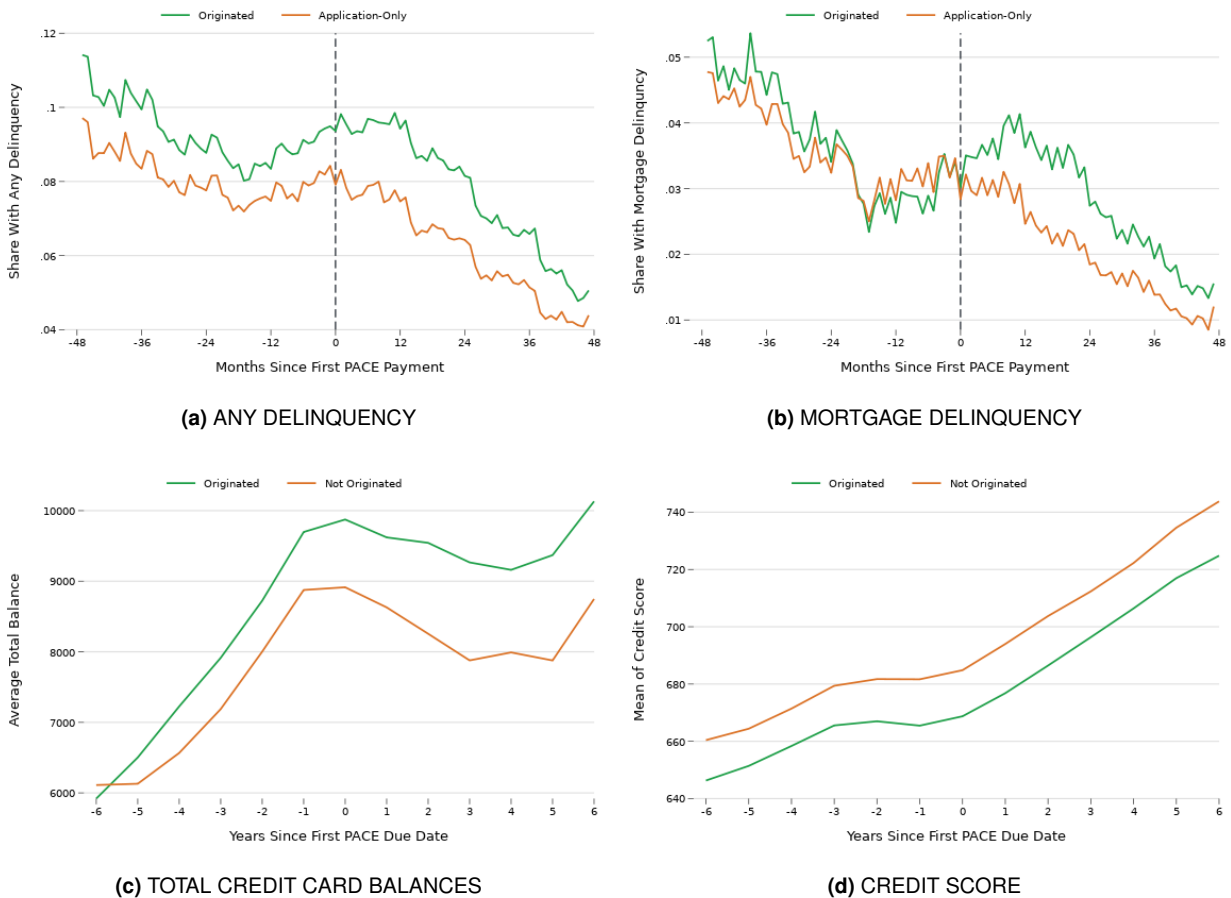 Originated Application-Only
Share With Any Delinquency
.12
.1
.08
.06
.04
-48 -36 -24 -12 0 12 24 36 48
Months Since First PACE Payment
(a) ANY DELINQUENCY
Originated Application-Only
Share With Mortgage Delinquncy
.05
.04
.03
.02
.01
-48 -36 -24 -12 0 12 24 36 48
Months Since First PACE Payment
(b) MORTGAGE DELINQUENCY
Originated Not Originated
Average Total Balance
10000
9000
8000
7000
6000
-6 -5 -4 -3 -2 -1 0 1 2 3 4 5 6
Years Since First PACE Due Date
(c) TOTAL CREDIT CARD BALANCES
Originated Not Originated
Mean of Credit Score
740
720
700
680
660
640
-6 -5 -4 -3 -2 -1 0 1 2 3 4 5 6
Years Since First PACE Due Date
(d) CREDIT SCORE